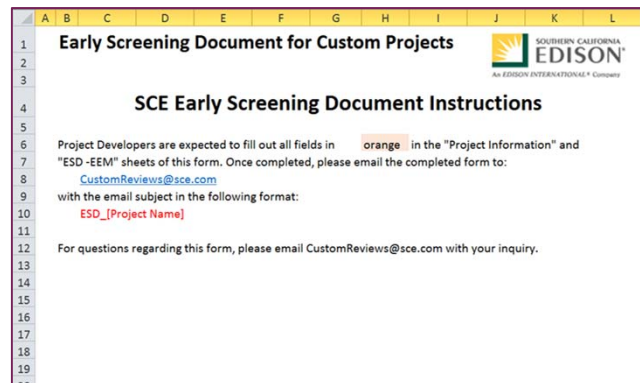 A B C D E F G H I J K L
1 Early Screening Document for Custom Projects SOUTHERN CALIFORNIA
2 EDISON®
3 An EDISON INTERNATIONAL® Company
4 SCE Early Screening Document Instructions
5
6 Project Developers are expected to fill out all fields in orange in the "Project Information" and
7 "ESD -EEM" sheets of this form. Once completed, please email the completed form to:
8 CustomReviews@sce.com
9 with the email subject in the following format:
10 ESD_[Project Name]
11
12 For questions regarding this form, please email CustomReviews@sce.com with your inquiry.
13
14
15
16
17
18
19